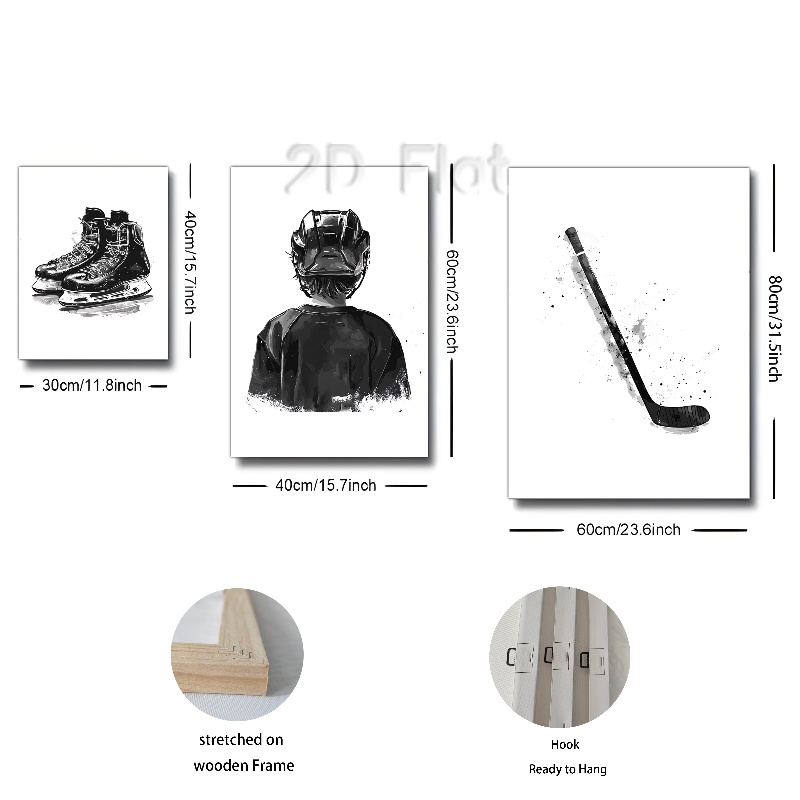 2D Flat
40cm/15.7inch
30cm/11.8inch
60cm/23.6inch
40cm/15.7inch
80cm/31.5inch
60cm/23.6inch
stretched on
wooden Frame
Hook
Ready to Hang